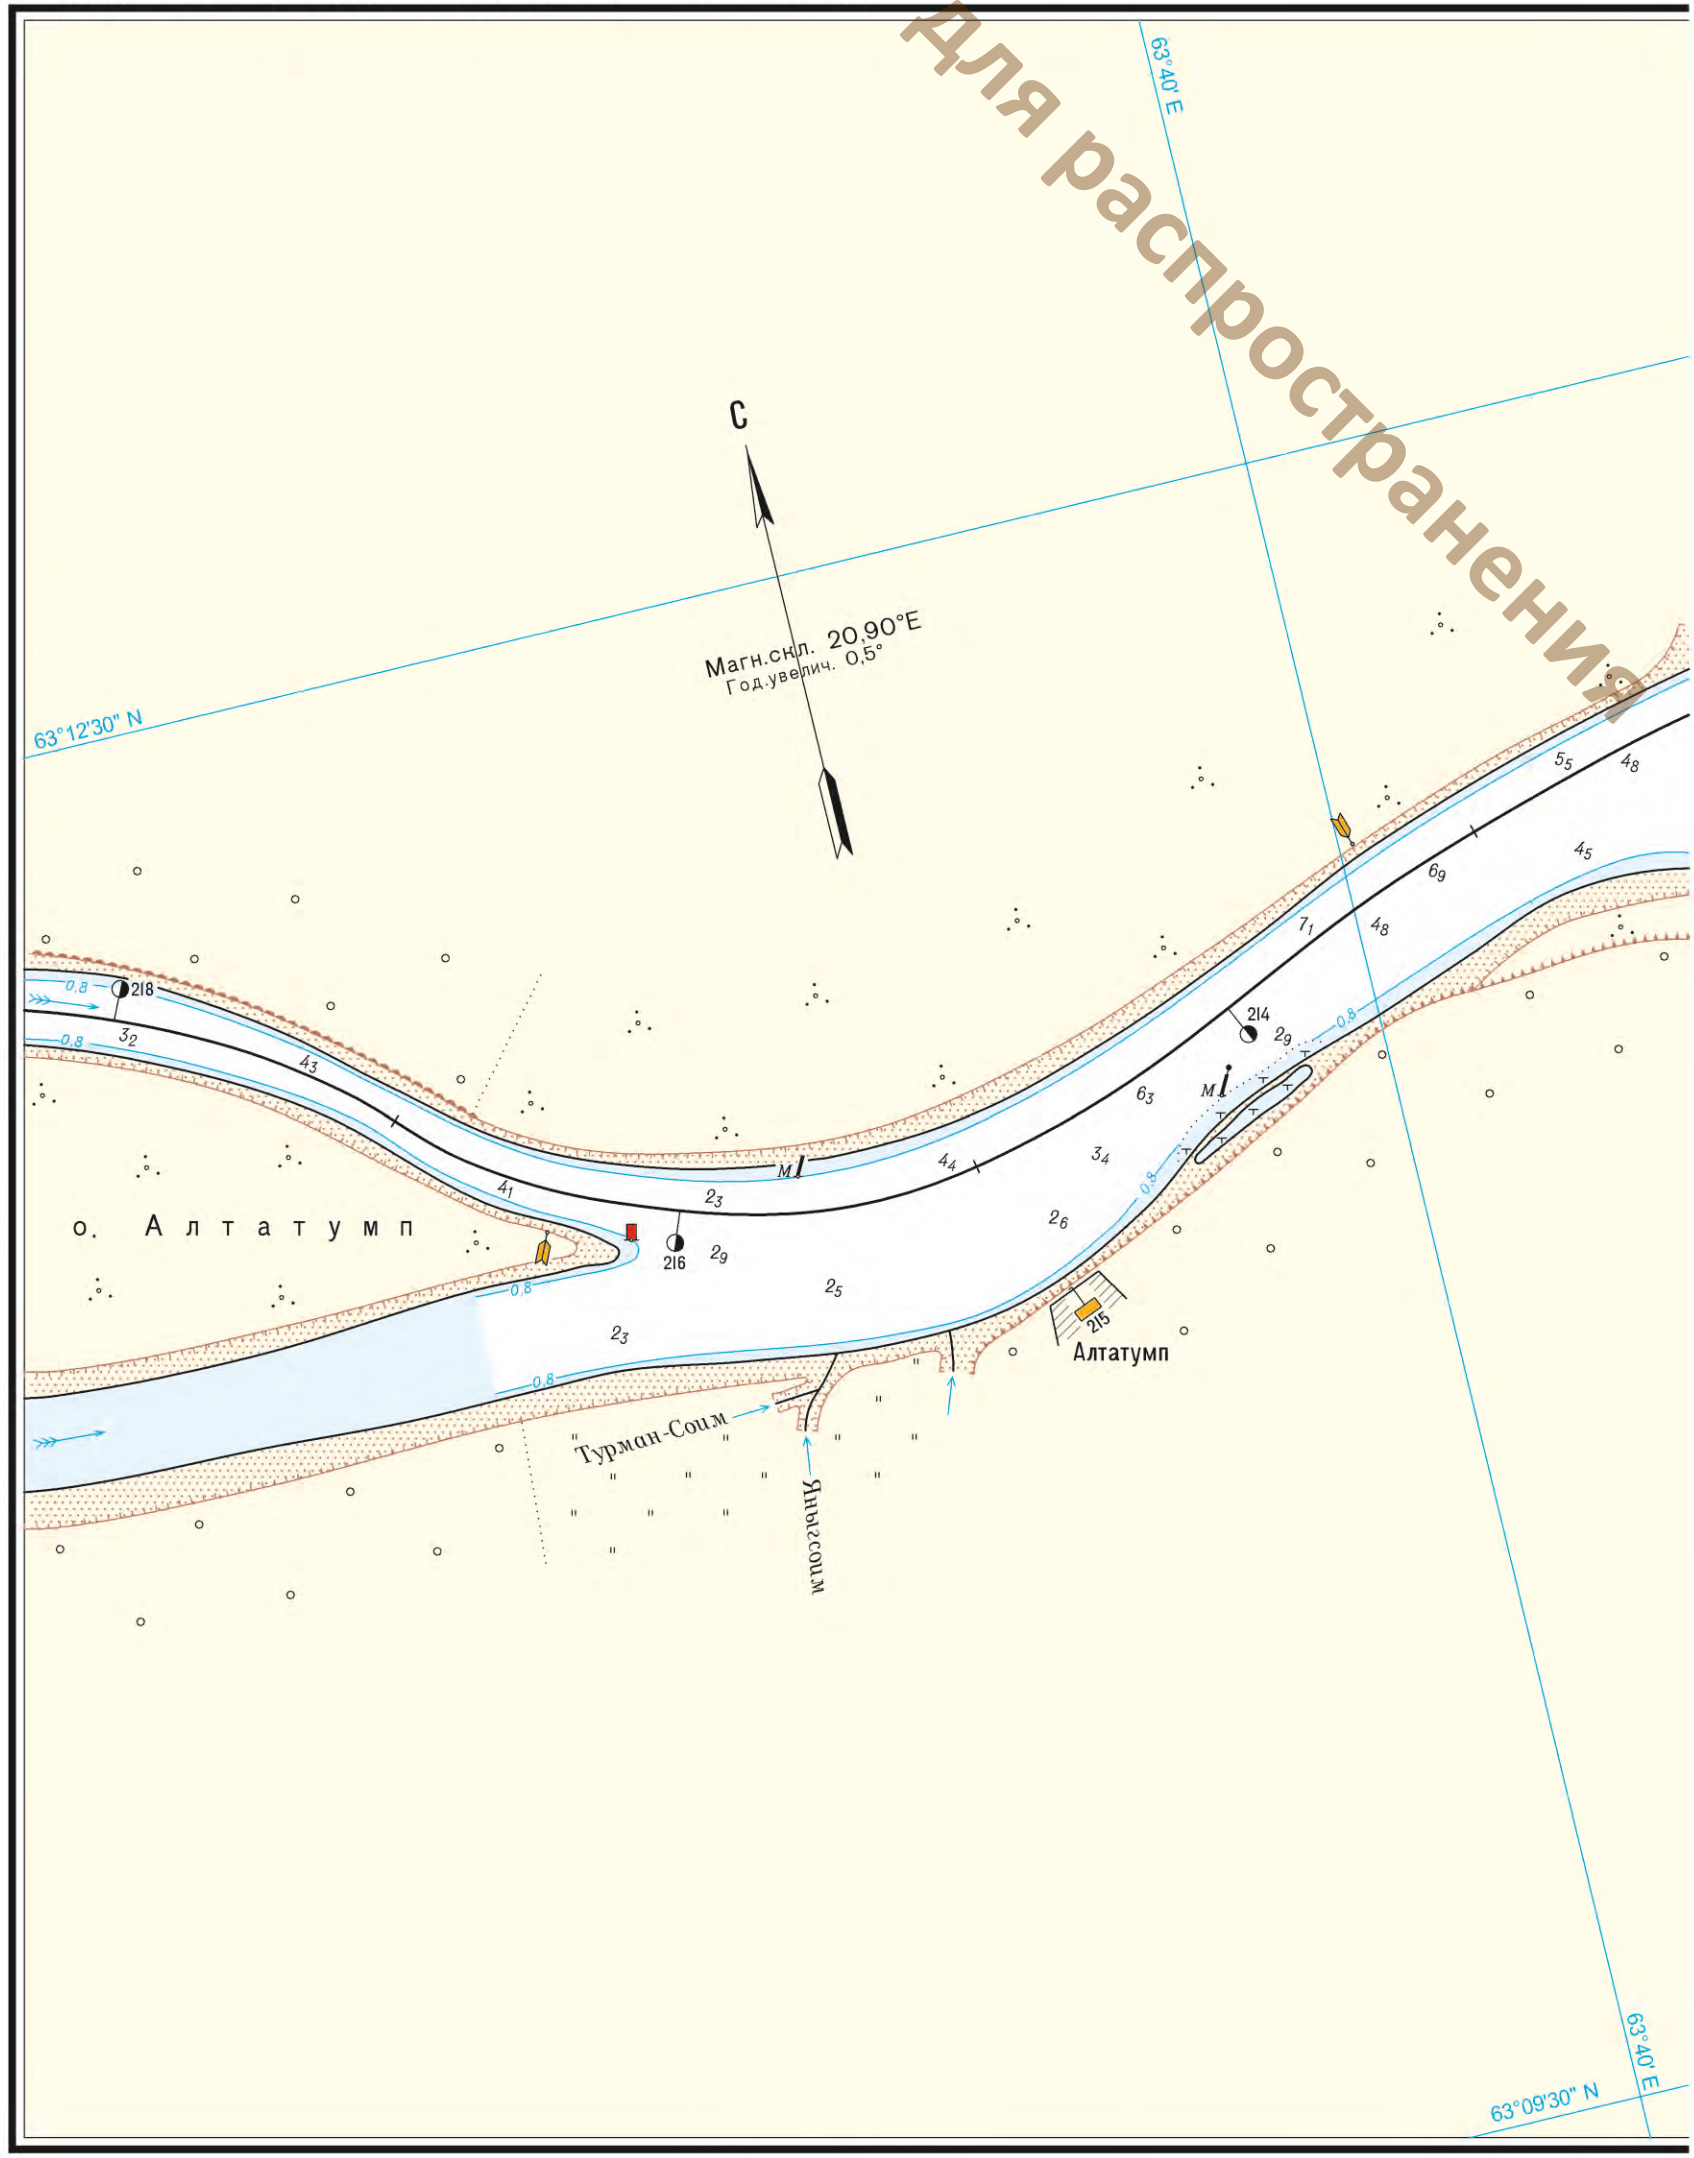 для распространения
63°40' E
С
Магн.скл. 20,90°E
Год.увелич. 0,5°
63°12'30" N
5₅
4₈
4₅
6₉
7₁
4₈
0,8
218
3₂
0,8
4₃
214
2₉
0,8
М
6₃
3₄
4₄
М
2₃
4₁
0,8
2₆
о. Алтатумп
216
2₉
2₅
0,8
2₃
215
Алтатумп
0,8
Турман-Соим
Яныгсоим
63°40' E
63°09'30" N